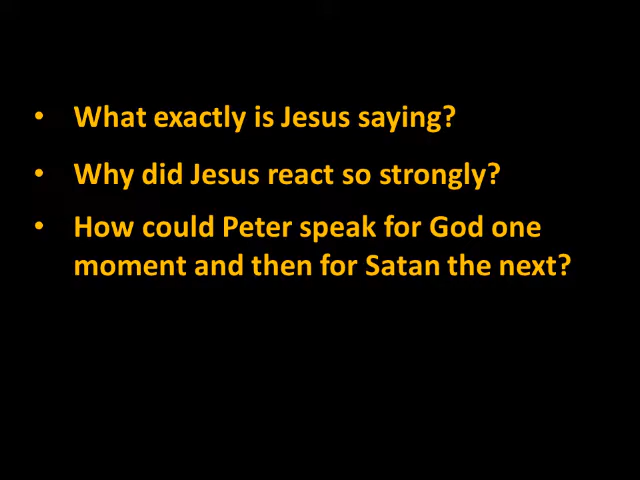 • What exactly is Jesus saying?
• Why did Jesus react so strongly?
• How could Peter speak for God one
moment and then for Satan the next?